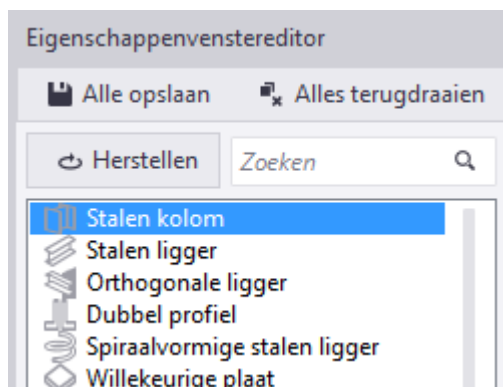 Eigenschappenvenstereditor
Alle opslaan Alles terugdraaien
Herstellen Zoeken
Stalen kolom
Stalen ligger
Orthogonale ligger
Dubbel profiel
Spiraalvormige stalen ligger
Willekeurige plaat